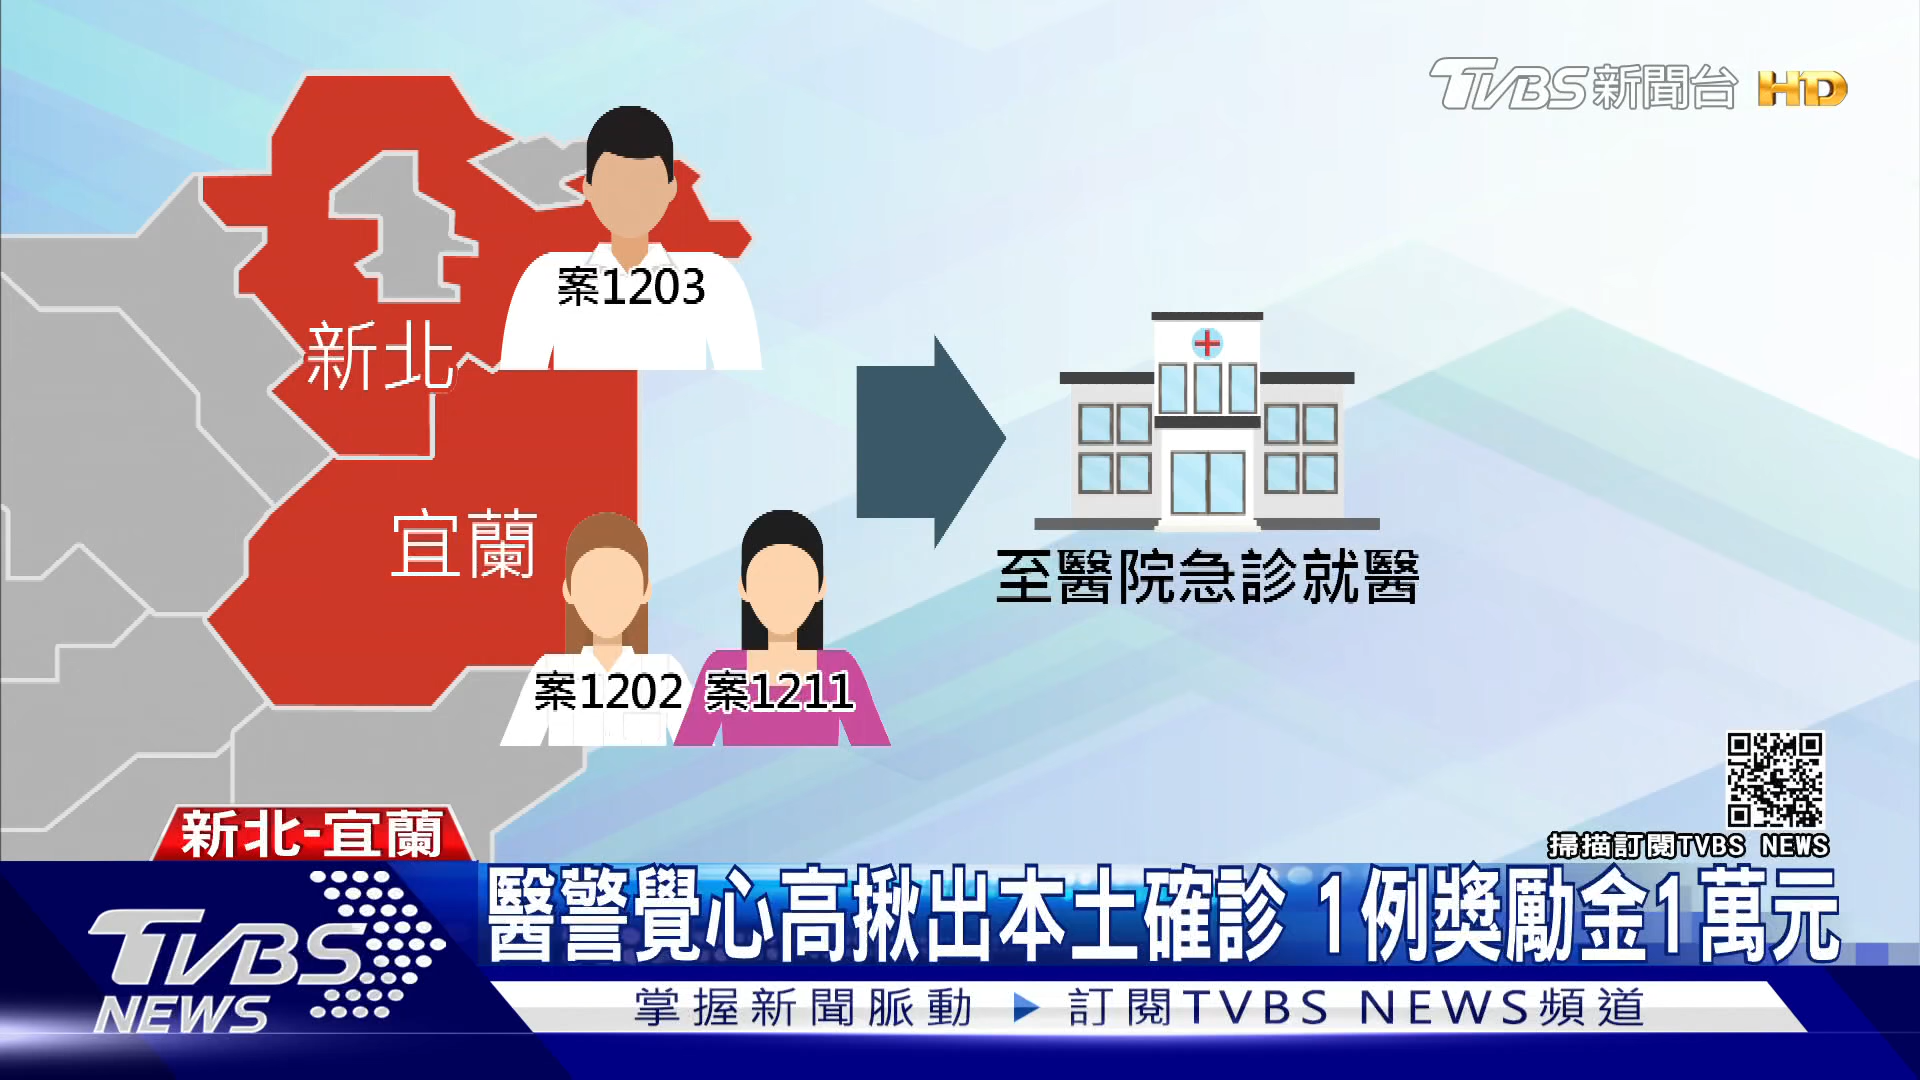 TVBS新聞台 HD
案1203
新北
宜蘭
至醫院急診就醫
案1202
案1211
掃描訂閱TVBS NEWS
新北-宜蘭
醫警覺心高揪出本土確診 1例獎勵金1萬元
TVBS
NEWS
掌握新聞脈動 ▶ 訂閱TVBS NEWS頻道